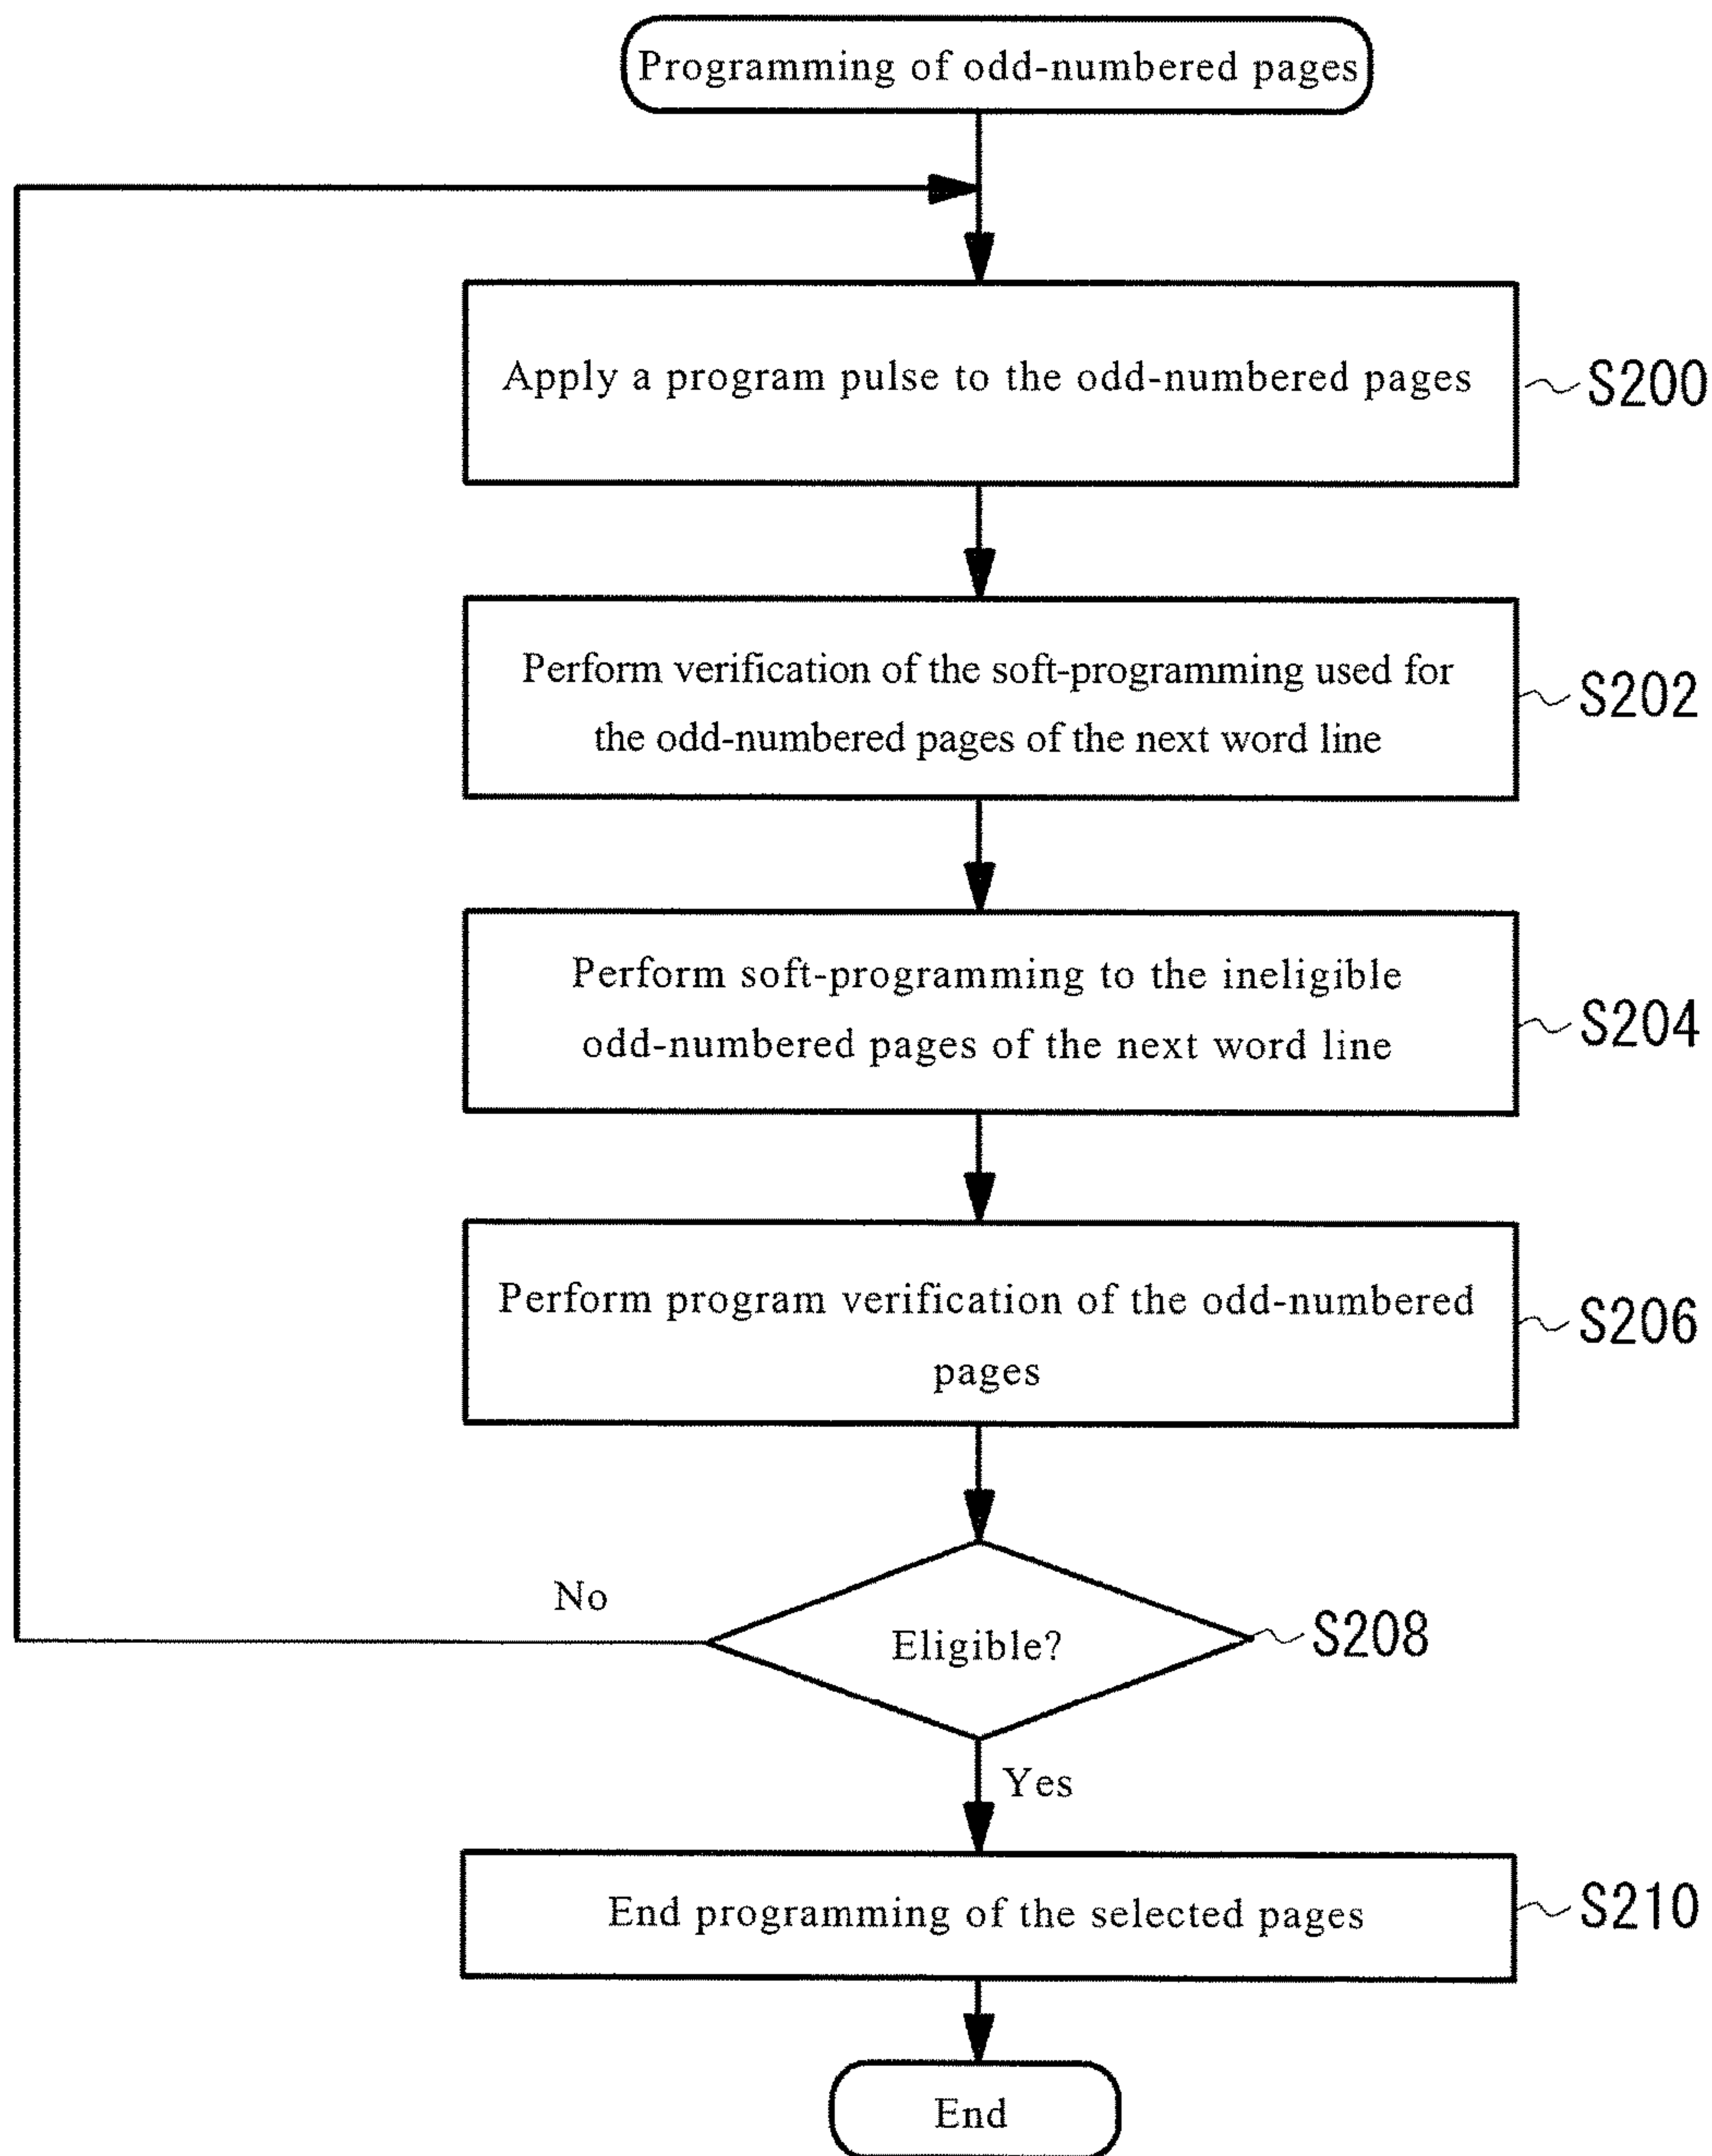 Programming of odd-numbered pages
Apply a program pulse to the odd-numbered pages
S200
Perform verification of the soft-programming used for
the odd-numbered pages of the next word line
S202
Perform soft-programming to the ineligible
odd-numbered pages of the next word line
S204
Perform program verification of the odd-numbered
pages
S206
No
Eligible?
S208
Yes
End programming of the selected pages
S210
End